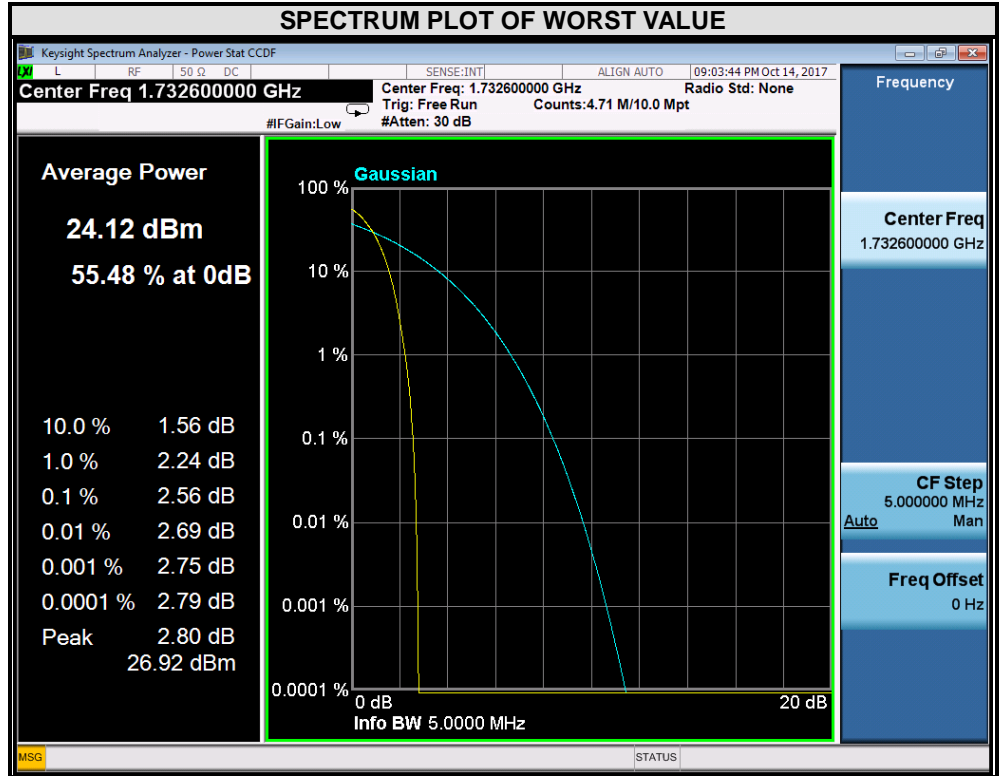 SPECTRUM PLOT OF WORST VALUE
Keysight Spectrum Analyzer - Power Stat CCDF
LXI L RF 50 Ω DC SENSE:INT ALIGN AUTO 09:03:44 PM Oct 14, 2017
Center Freq 1.732600000 GHz
Center Freq: 1.732600000 GHz Radio Std: None
Trig: Free Run Counts:4.71 M/10.0 Mpt
#IFGain:Low #Atten: 30 dB
Average Power
24.12 dBm
55.48 % at 0dB
10.0 % 1.56 dB
1.0 % 2.24 dB
0.1 % 2.56 dB
0.01 % 2.69 dB
0.001 % 2.75 dB
0.0001 % 2.79 dB
Peak 2.80 dB
26.92 dBm
Gaussian
100 %
10 %
1 %
0.1 %
0.01 %
0.001 %
0.0001 %
0 dB 20 dB
Info BW 5.0000 MHz
Frequency
Center Freq
1.732600000 GHz
CF Step
5.000000 MHz
Auto Man
Freq Offset
0 Hz
MSG STATUS